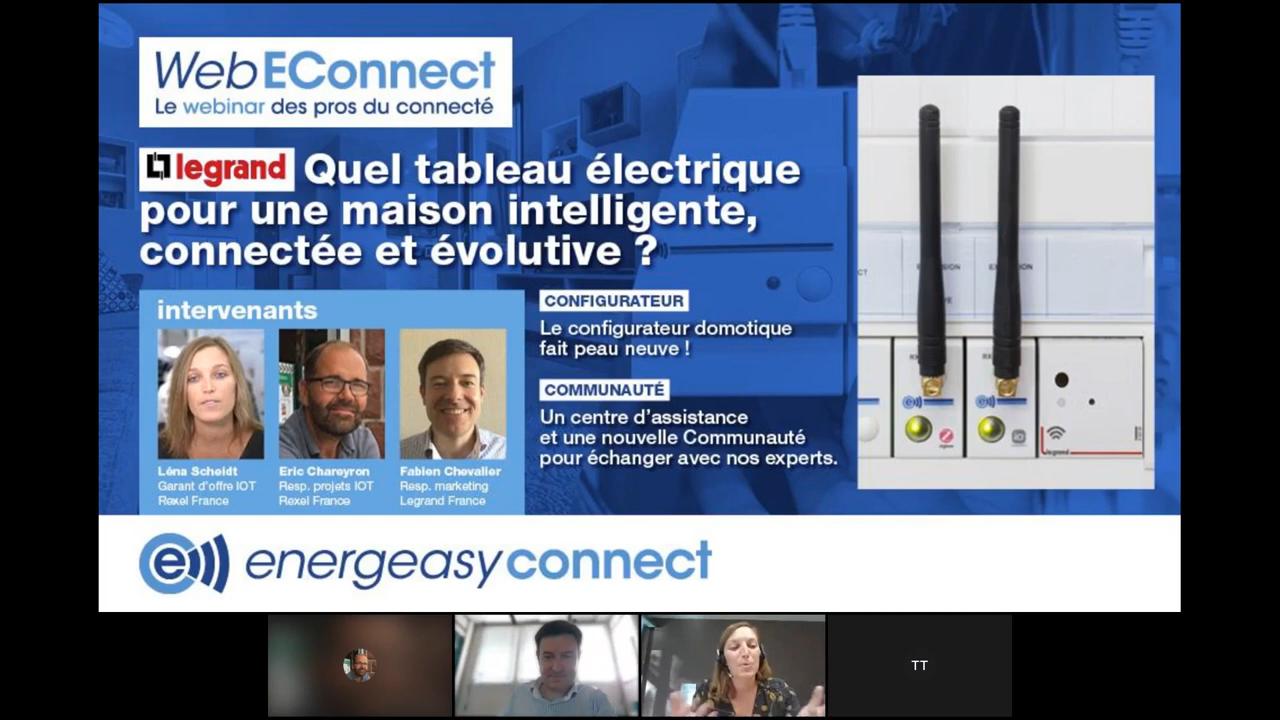 WebEConnect
Le webinar des pros du connecté
legrand Quel tableau électrique
pour une maison intelligente,
connectée et évolutive ?
intervenants
Léna Scheidt
Garant d'offre IOT
Rexel France
Eric Chareyron
Resp. projets IOT
Rexel France
Fabien Chevalier
Resp. marketing
Legrand France
CONFIGURATEUR
Le configurateur domotique
fait peau neuve !
COMMUNAUTÉ
Un centre d'assistance
et une nouvelle Communauté
pour échanger avec nos experts.
legrand
e energeasyconnect
TT